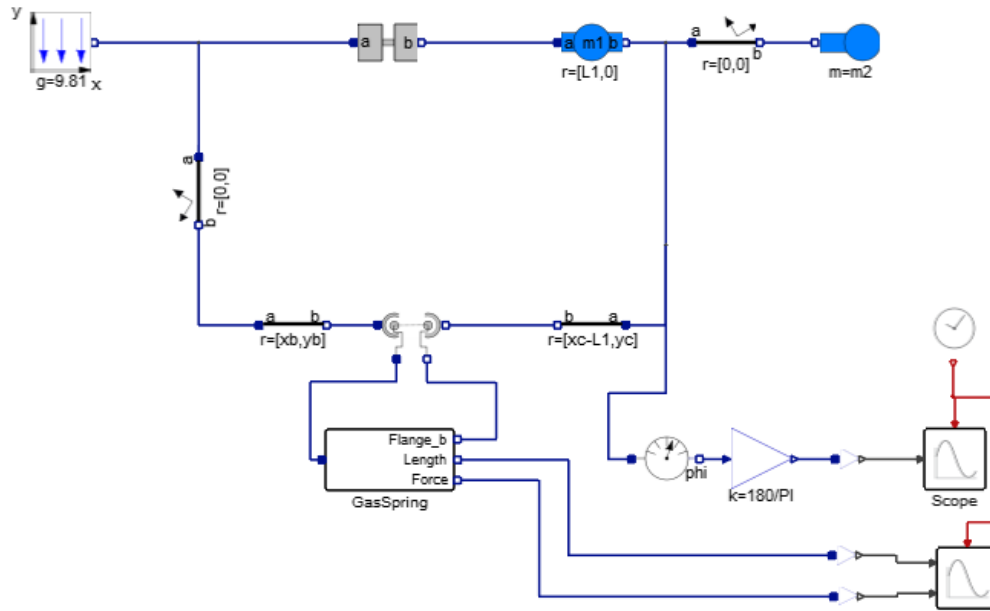 y
g=9.81 x
a b
a m1 b
r=[L1,0]
a
b
r=[0,0]
m=m2
a
r=[0,0]
b
a b
r=[xb,yb]
b a
r=[xc-L1,yc]
Flange_b
Length
Force
GasSpring
phi
k=180/PI
Scope